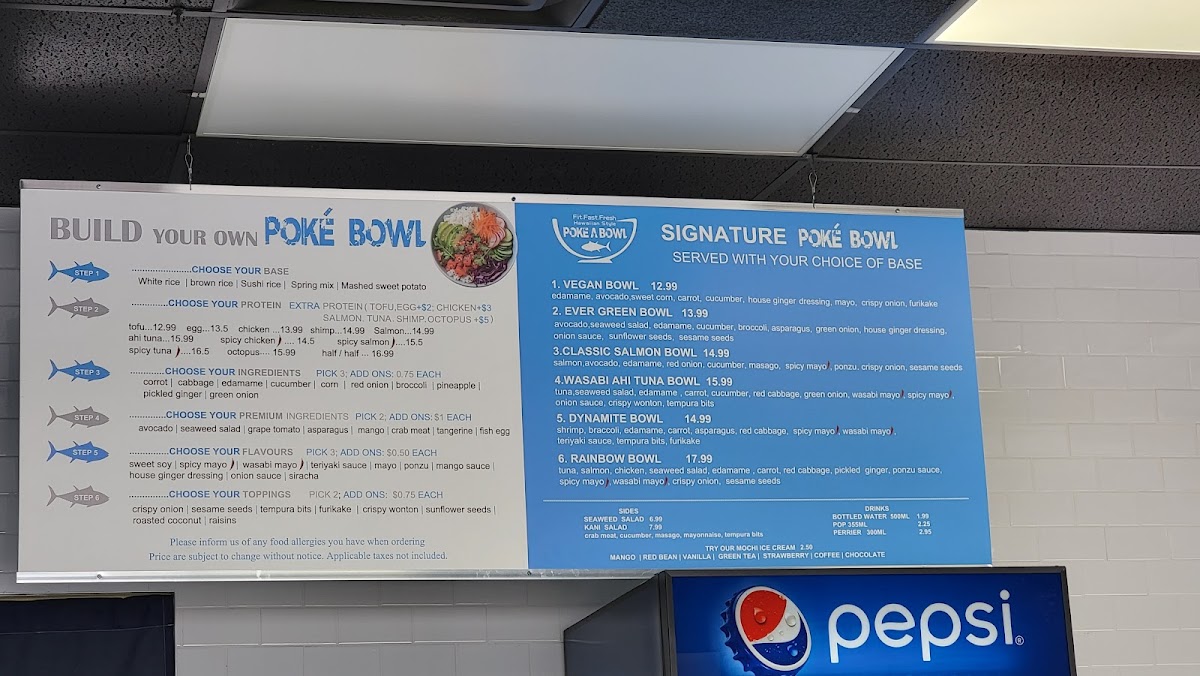 BUILD YOUR OWN POKÉ BOWL
STEP 1
......................CHOOSE YOUR BASE
White rice | brown rice | Sushi rice | Spring mix | Mashed sweet potato
STEP 2
..............CHOOSE YOUR PROTEIN EXTRA PROTEIN ( TOFU,EGG+$2; CHICKEN+$3
SALMON, TUNA, SHIMP,OCTOPUS +$5 )
tofu...12.99 egg...13.5 chicken ...13.99 shimp...14.99 Salmon...14.99
ahi tuna...15.99 spicy chicken .... 14.5 spicy salmon ....15.5
spicy tuna ....16.5 octopus.... 15.99 half / half ... 16.99
STEP 3
..............CHOOSE YOUR INGREDIENTS PICK 3; ADD ONS: 0.75 EACH
carrot | cabbage | edamame | cucumber | corn | red onion | broccoli | pineapple |
pickled ginger | green onion
STEP 4
..............CHOOSE YOUR PREMIUM INGREDIENTS PICK 2; ADD ONS: $1 EACH
avocado | seaweed salad | grape tomato | asparagus | mango | crab meat | tangerine | fish egg
STEP 5
..............CHOOSE YOUR FLAVOURS PICK 3; ADD ONS: $0.50 EACH
sweet soy | spicy mayo | wasabi mayo | teriyaki sauce | mayo | ponzu | mango sauce |
house ginger dressing | onion sauce | siracha
STEP 6
..............CHOOSE YOUR TOPPINGS PICK 2; ADD ONS: $0.75 EACH
crispy onion | sesame seeds | tempura bits | furikake | crispy wonton | sunflower seeds |
roasted coconut | raisins
Please inform us of any food allergies you have when ordering
Price are subject to change without notice. Applicable taxes not included.
Fit.Fast.Fresh
Hawaiian Style
POKE A BOWL
SIGNATURE POKÉ BOWL
SERVED WITH YOUR CHOICE OF BASE
1. VEGAN BOWL 12.99
edamame, avocado,sweet corn, carrot, cucumber, house ginger dressing, mayo, crispy onion, furikake
2. EVER GREEN BOWL 13.99
avocado,seaweed salad, edamame, cucumber, broccoli, asparagus, green onion, house ginger dressing,
onion sauce, sunflower seeds, sesame seeds
3.CLASSIC SALMON BOWL 14.99
salmon,avocado, edamame, red onion, cucumber, masago, spicy mayo, ponzu. crispy onion, sesame seeds
4.WASABI AHI TUNA BOWL 15.99
tuna,seaweed salad, edamame , carrot, cucumber, red cabbage, green onion, wasabi mayo, spicy mayo,
onion sauce, crispy wonton, tempura bits
5. DYNAMITE BOWL 14.99
shrimp, broccoli, edamame, carrot, asparagus, red cabbage, spicy mayo, wasabi mayo,
teriyaki sauce, tempura bits, furikake
6. RAINBOW BOWL 17.99
tuna, salmon, chicken, seaweed salad, edamame , carrot, red cabbage, pickled ginger, ponzu sauce,
spicy mayo, wasabi mayo, crispy onion, sesame seeds
SIDES
SEAWEED SALAD 6.99
KANI SALAD 7.99
crab meat, cucumber, masago, mayonnaise, tempura bits
DRINKS
BOTTLED WATER 500ML 1.99
POP 355ML 2.25
PERRIER 300ML 2.95
TRY OUR MOCHI ICE CREAM 2.50
MANGO | RED BEAN | VANILLA | GREEN TEA | STRAWBERRY | COFFEE | CHOCOLATE
pepsi®